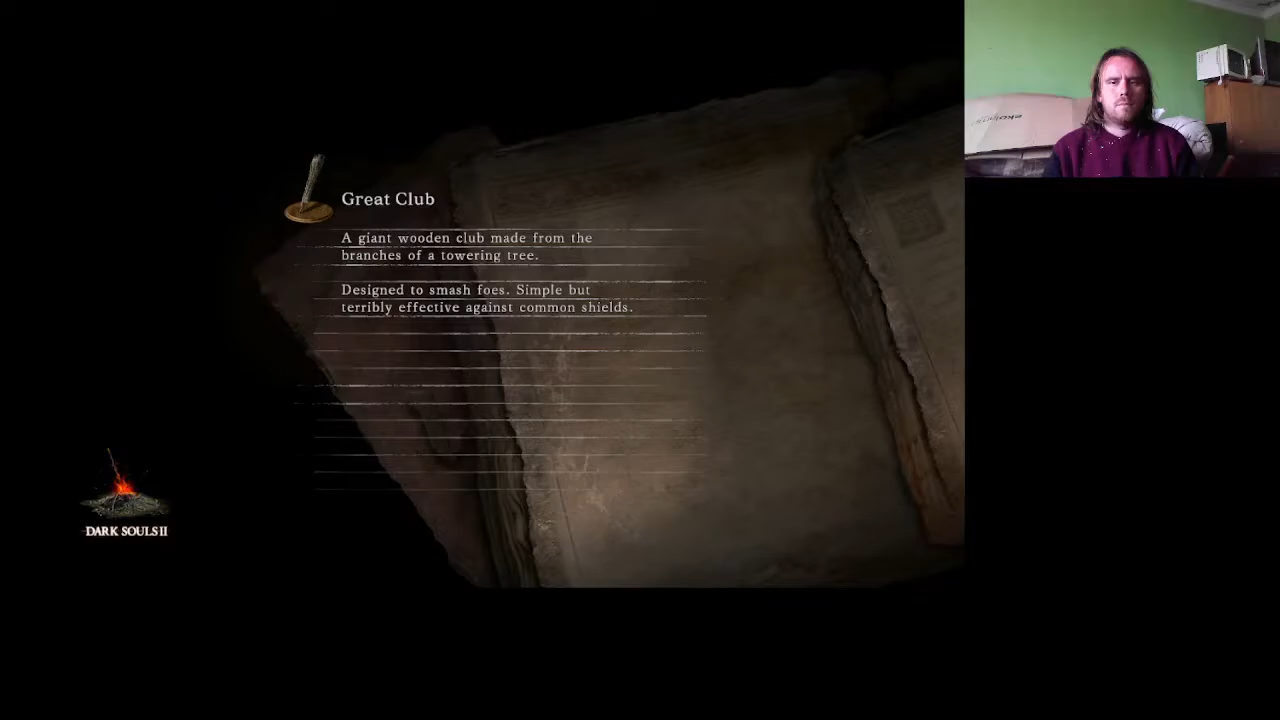 Great Club
A giant wooden club made from the
branches of a towering tree.
Designed to smash foes. Simple but
terribly effective against common shields.
DARK SOULS II